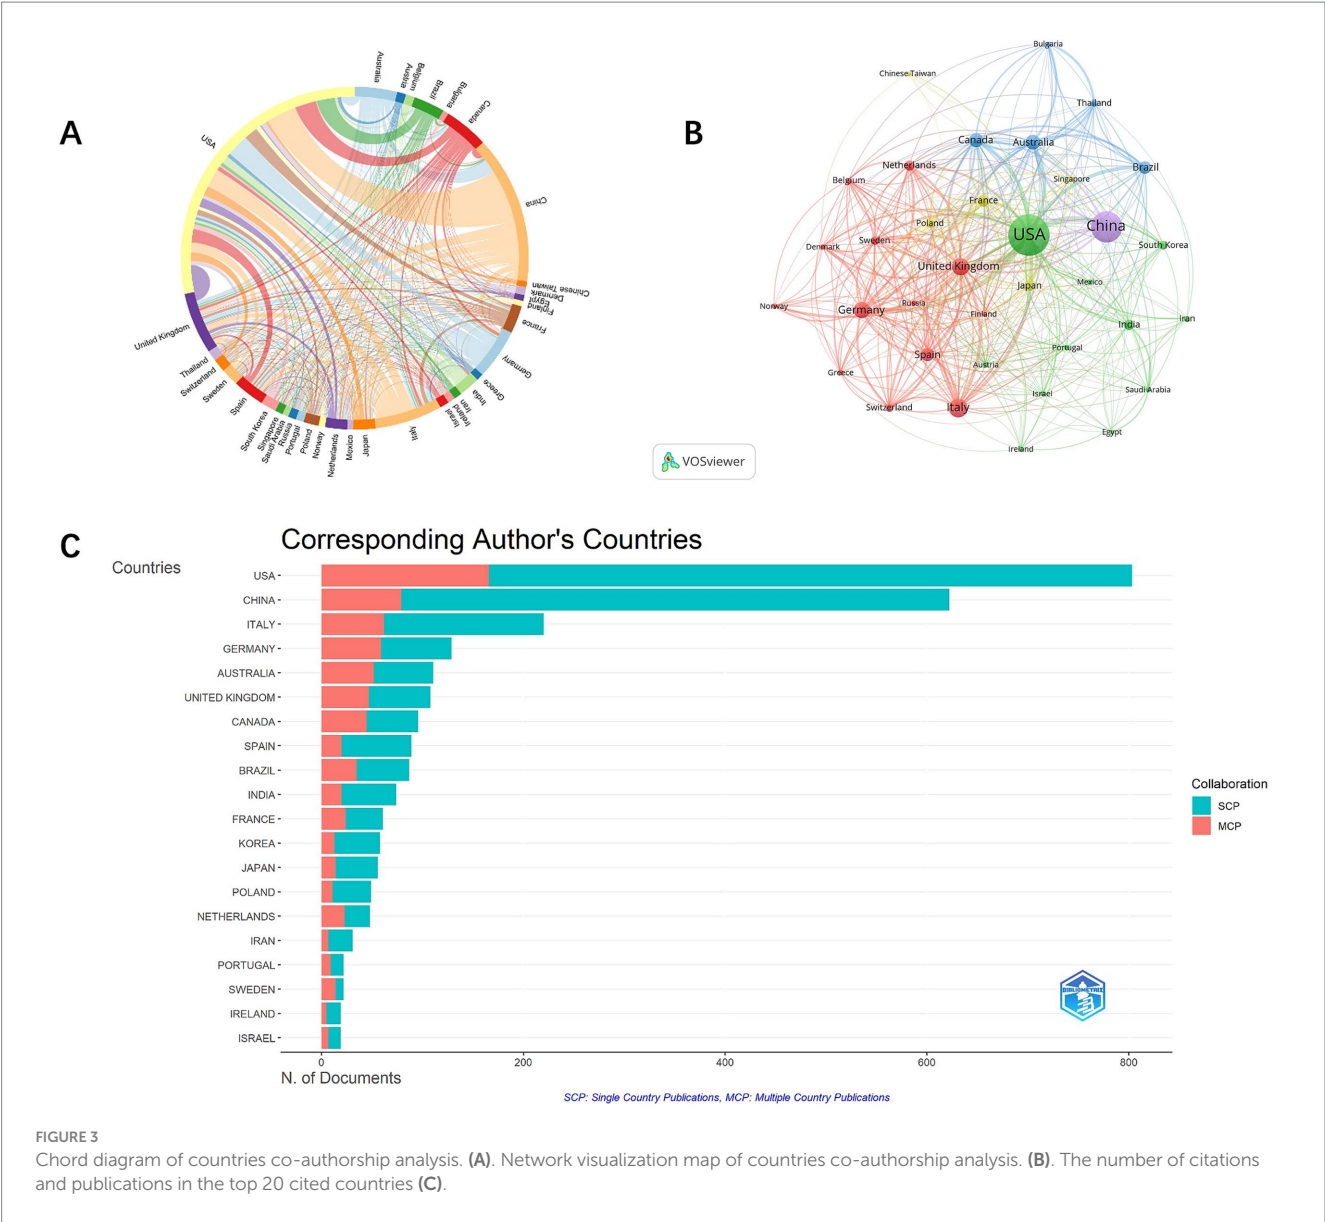 A
Australia
Austria
Belgium
Brazil
Bulgaria
Canada
USA
China
Chinese Taiwan
Denmark
Egypt
Finland
France
Germany
Greece
India
Iran
Ireland
Israel
Italy
Japan
Mexico
Netherlands
Norway
Poland
Portugal
Russia
Saudi Arabia
Singapore
South Korea
Spain
Sweden
Switzerland
Thailand
United Kingdom
B
Bulgaria
Chinese Taiwan
Thailand
Canada
Australia
Netherlands
Brazil
Belgium
Singapore
France
Poland
USA
China
Denmark
Sweden
South Korea
United Kingdom
Japan
Mexico
Norway
Germany
Russia
Finland
India
Iran
Spain
Portugal
Greece
Austria
Switzerland
Italy
Israel
Saudi Arabia
Egypt
Ireland
VOSviewer
C
Corresponding Author's Countries
Countries
USA
CHINA
ITALY
GERMANY
AUSTRALIA
UNITED KINGDOM
CANADA
SPAIN
BRAZIL
INDIA
FRANCE
KOREA
JAPAN
POLAND
NETHERLANDS
IRAN
PORTUGAL
SWEDEN
IRELAND
ISRAEL
Collaboration
SCP
MCP
BIBLIOMETRIX
0 200 400 600 800
N. of Documents
SCP: Single Country Publications, MCP: Multiple Country Publications
FIGURE 3
Chord diagram of countries co-authorship analysis. (A). Network visualization map of countries co-authorship analysis. (B). The number of citations
and publications in the top 20 cited countries (C).